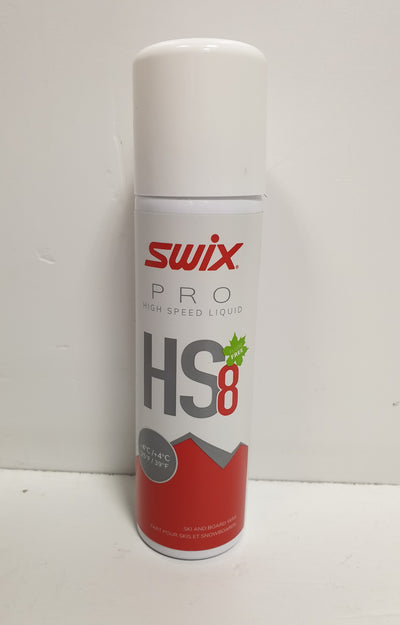 SWIX
PRO
HIGH SPEED LIQUID
FREE
HS8
-4°C/+4°C
25°F/39°F
SKI AND BOARD WAX
FART POUR SKIS ET SNOWBOARDS